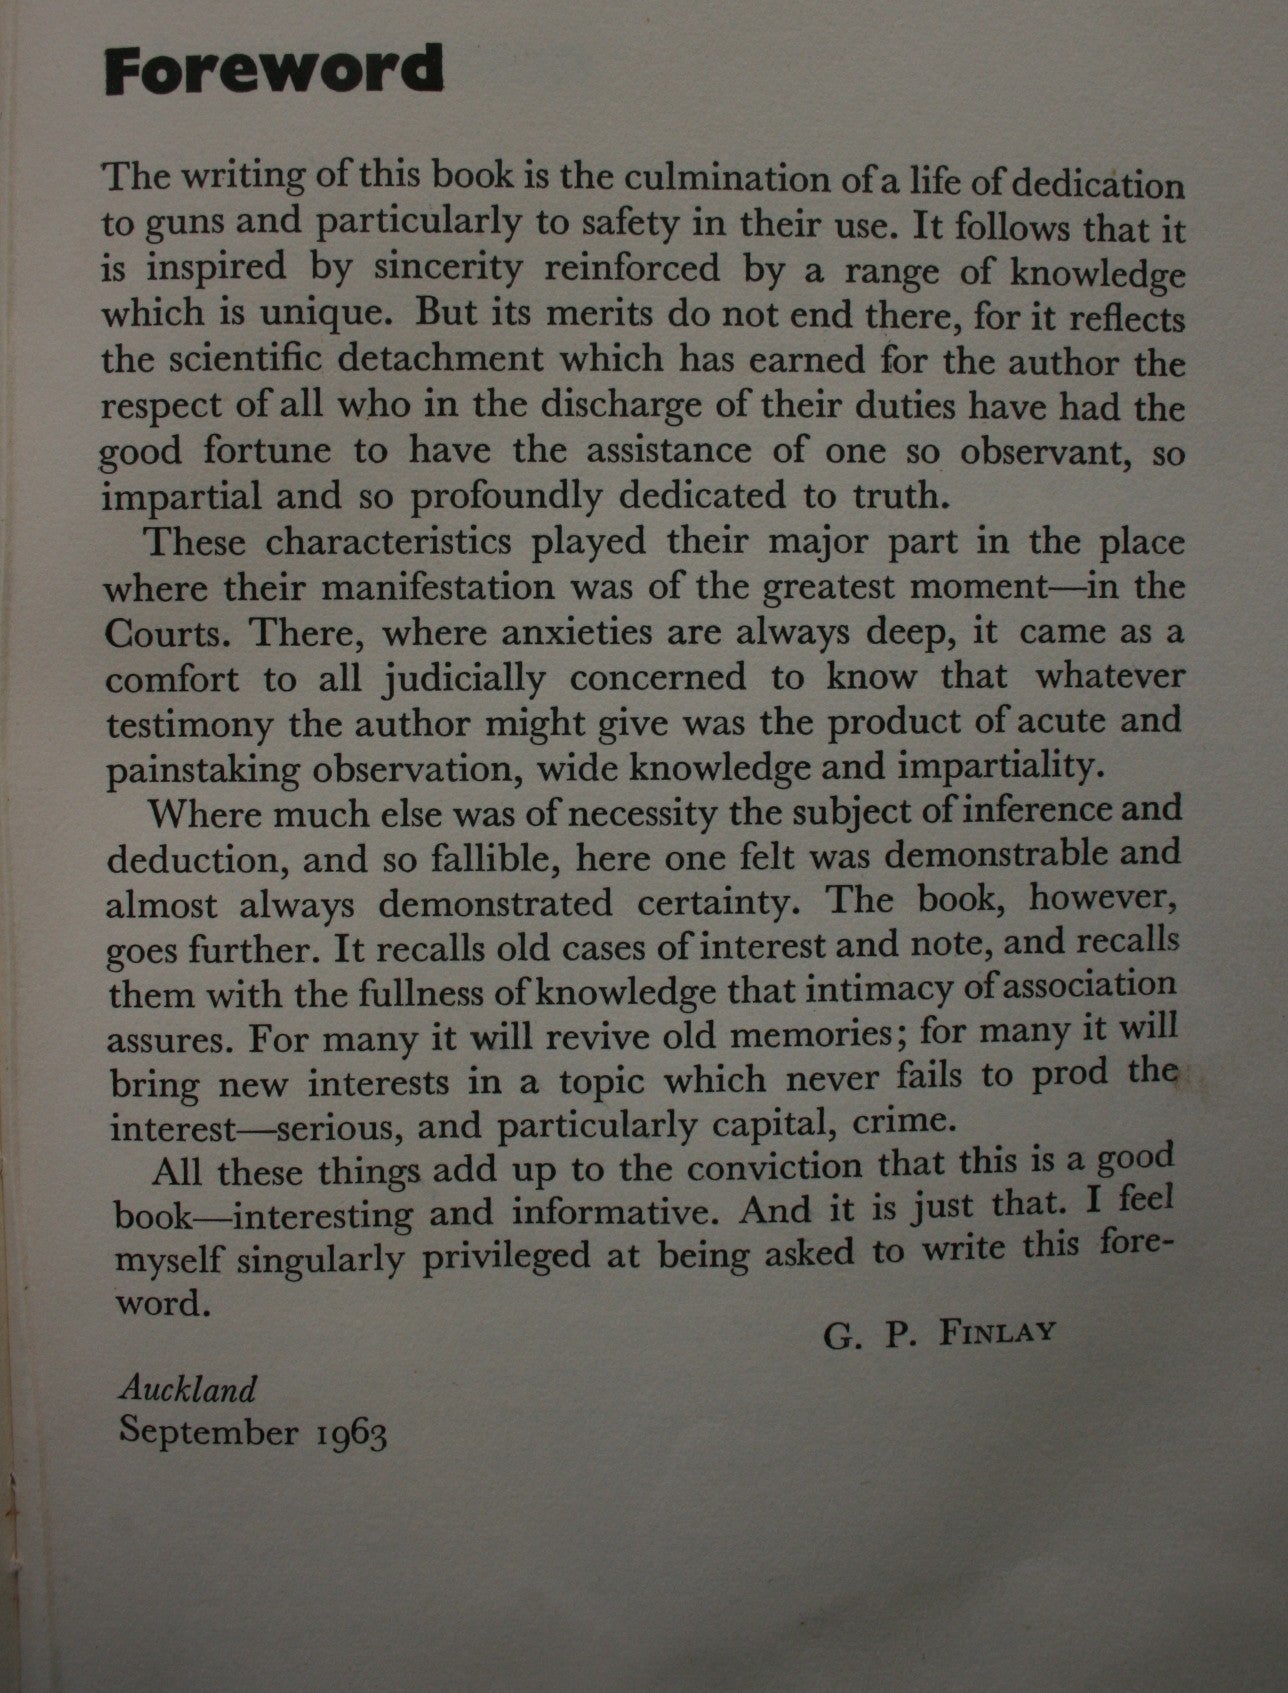 Foreword
The writing of this book is the culmination of a life of dedication
to guns and particularly to safety in their use. It follows that it
is inspired by sincerity reinforced by a range of knowledge
which is unique. But its merits do not end there, for it reflects
the scientific detachment which has earned for the author the
respect of all who in the discharge of their duties have had the
good fortune to have the assistance of one so observant, so
impartial and so profoundly dedicated to truth.
These characteristics played their major part in the place
where their manifestation was of the greatest moment—in the
Courts. There, where anxieties are always deep, it came as a
comfort to all judicially concerned to know that whatever
testimony the author might give was the product of acute and
painstaking observation, wide knowledge and impartiality.
Where much else was of necessity the subject of inference and
deduction, and so fallible, here one felt was demonstrable and
almost always demonstrated certainty. The book, however,
goes further. It recalls old cases of interest and note, and recalls
them with the fullness of knowledge that intimacy of association
assures. For many it will revive old memories; for many it will
bring new interests in a topic which never fails to prod the
interest—serious, and particularly capital, crime.
All these things add up to the conviction that this is a good
book—interesting and informative. And it is just that. I feel
myself singularly privileged at being asked to write this fore-
word.
G. P. FINLAY
Auckland
September 1963